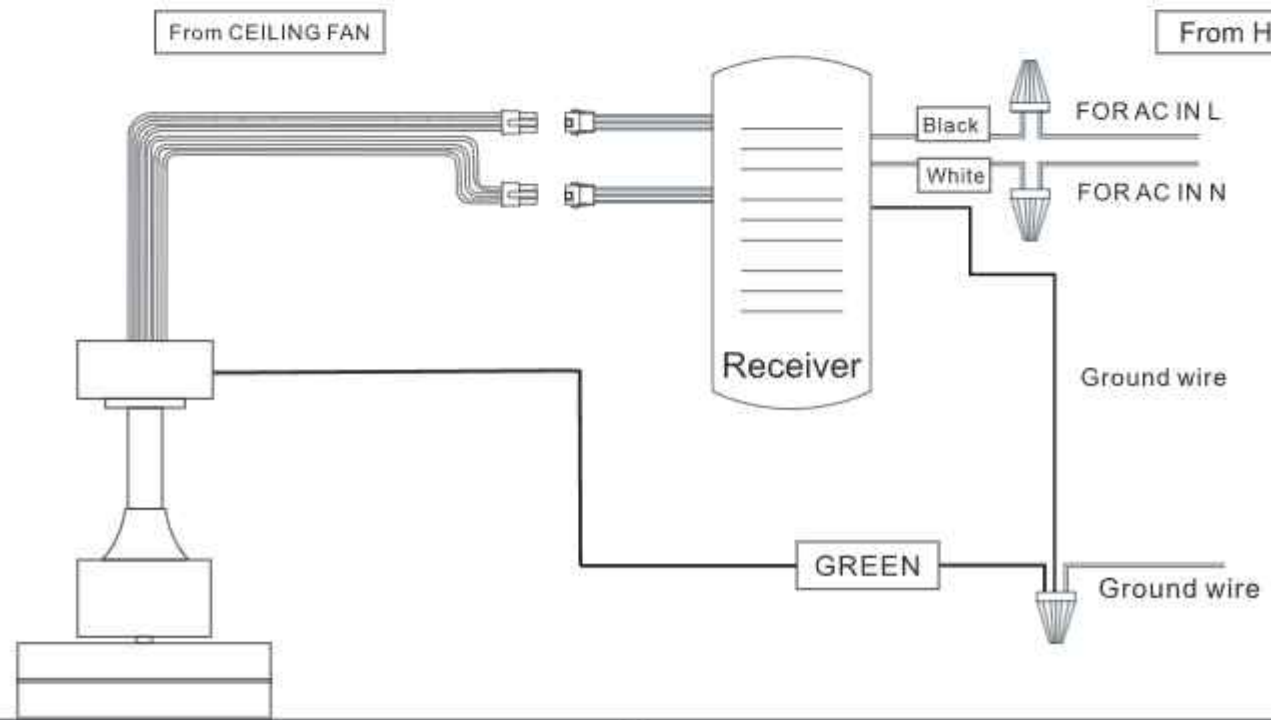 From CEILING FAN
From H
Black
FOR AC IN L
White
FOR AC IN N
Receiver
Ground wire
GREEN
Ground wire